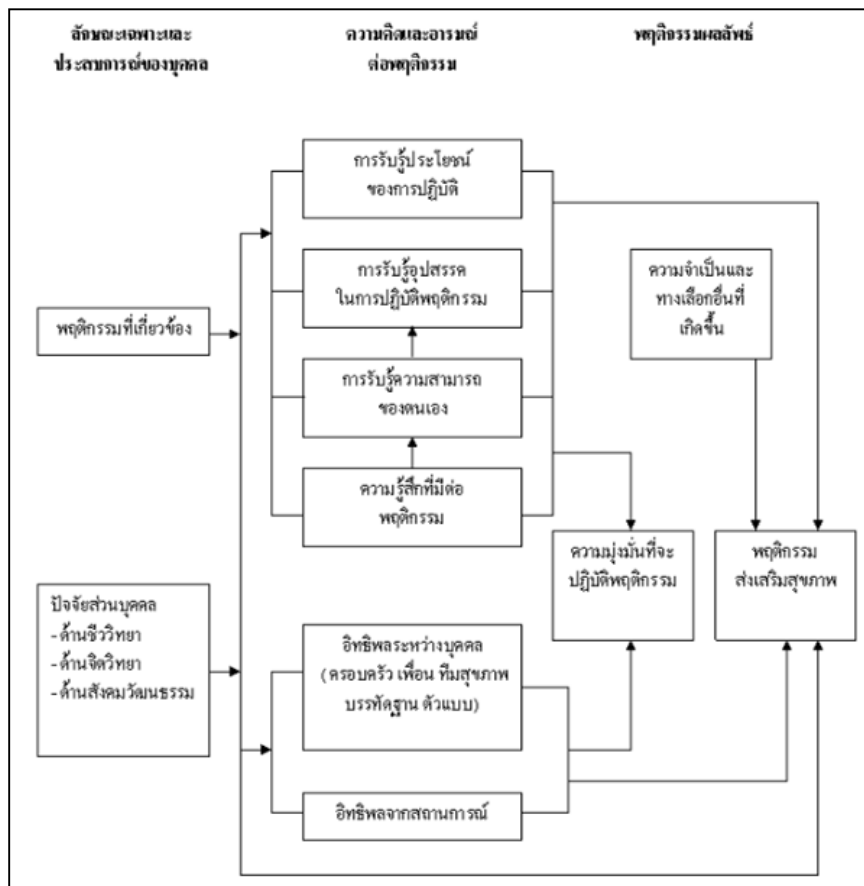 ลักษณะเฉพาะและ
ประสบการณ์ของบุคคล
ความคิดและอารมณ์
ต่อพฤติกรรม
พฤติกรรมผลลัพธ์
การรับรู้ประโยชน์
ของการปฏิบัติ
การรับรู้อุปสรรค
ในการปฏิบัติพฤติกรรม
ความจำเป็นและ
ทางเลือกอื่นที่
เกิดขึ้น
พฤติกรรมที่เกี่ยวข้อง
การรับรู้ความสามารถ
ของตนเอง
ความรู้สึกที่มีต่อ
พฤติกรรม
ความมุ่งมั่นที่จะ
ปฏิบัติพฤติกรรม
พฤติกรรม
ส่งเสริมสุขภาพ
ปัจจัยส่วนบุคคล
-ด้านชีววิทยา
-ด้านจิตวิทยา
-ด้านสังคมวัฒนธรรม
อิทธิพลระหว่างบุคคล
(ครอบครัว เพื่อน ทีมสุขภาพ
บรรทัดฐาน ตัวแบบ)
อิทธิพลจากสถานการณ์